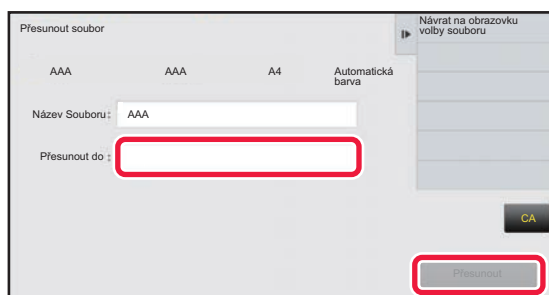 Přesunout soubor
Návrat na obrazovku
volby souboru
AAA AAA A4 Automatická
barva
Název Souboru: AAA
Přesunout do :
CA
Přesunout